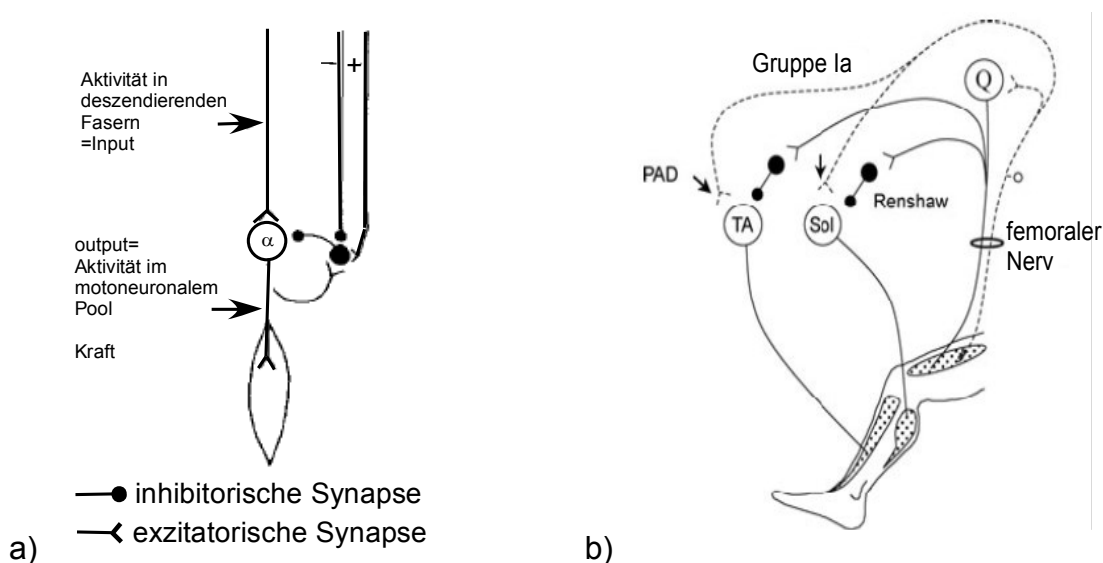 Aktivität in
deszendierenden
Fasern
=Input
– +
α
output=
Aktivität im
motoneuronalem
Pool
Kraft
inhibitorische Synapse
exzitatorische Synapse
a)
Gruppe Ia
Q
PAD
Renshaw
TA
Sol
femoraler
Nerv
b)